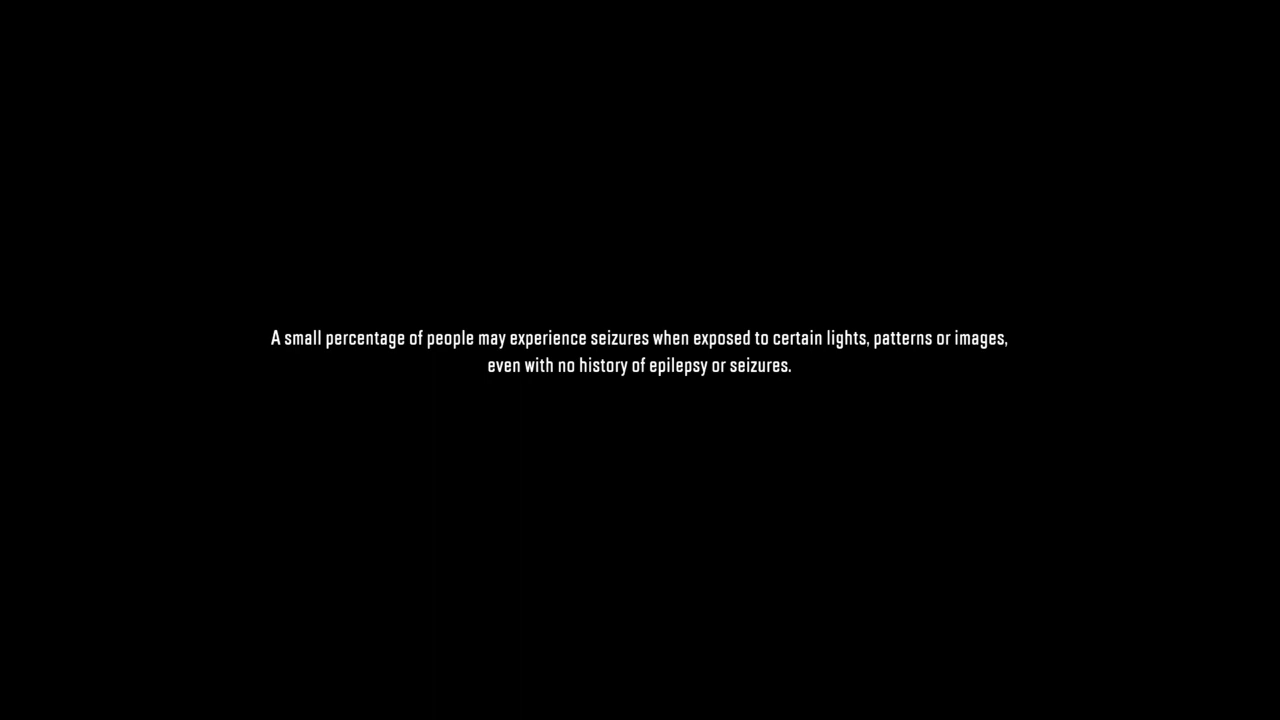 A small percentage of people may experience seizures when exposed to certain lights, patterns or images,
even with no history of epilepsy or seizures.